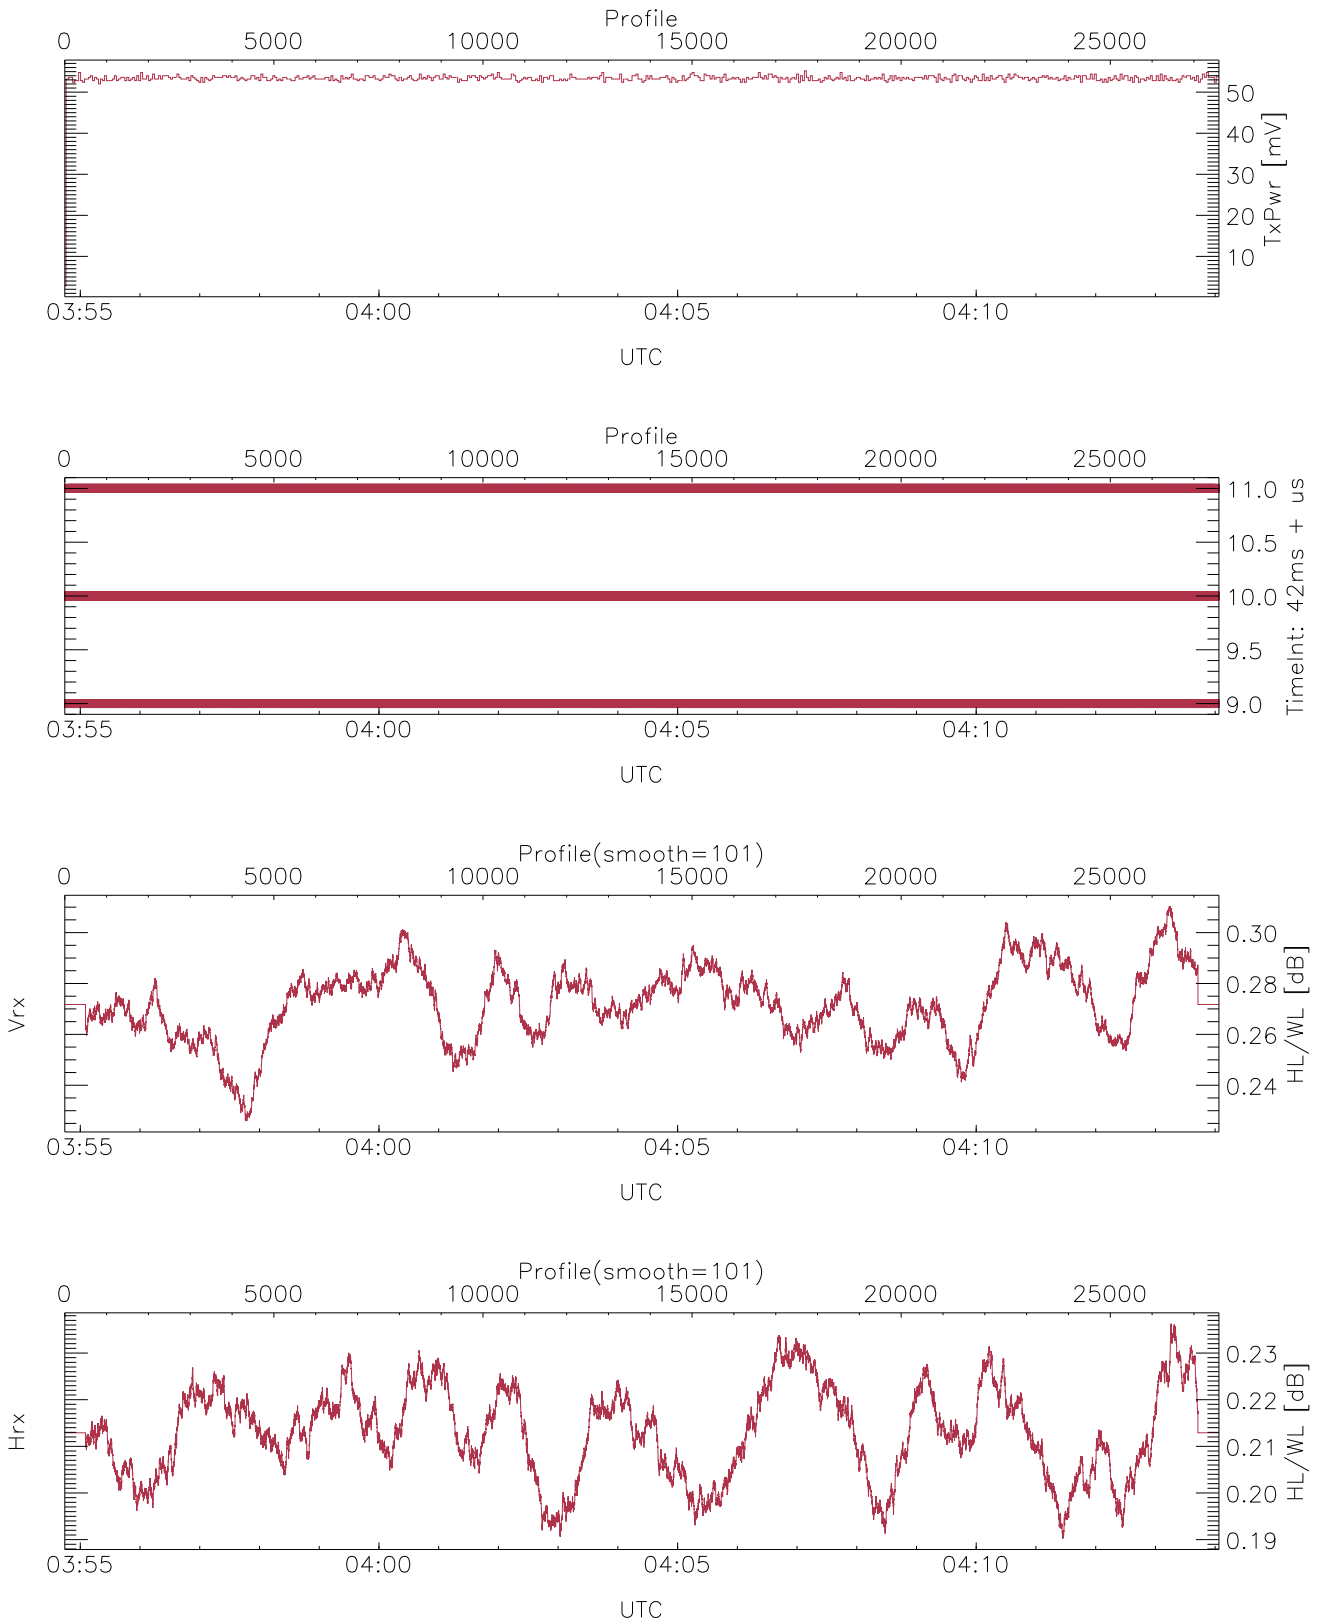 Profile
0 5000 10000 15000 20000 25000
50
40
30
20
10
TxPwr [mV]
03:55 04:00 04:05 04:10
UTC
Profile
0 5000 10000 15000 20000 25000
11.0
10.5
10.0
9.5
9.0
TimeInt: 42ms + us
03:55 04:00 04:05 04:10
UTC
Profile(smooth=101)
0 5000 10000 15000 20000 25000
Vrx
0.30
0.28
0.26
0.24
HL/WL [dB]
03:55 04:00 04:05 04:10
UTC
Profile(smooth=101)
0 5000 10000 15000 20000 25000
Hrx
0.23
0.22
0.21
0.20
0.19
HL/WL [dB]
03:55 04:00 04:05 04:10
UTC